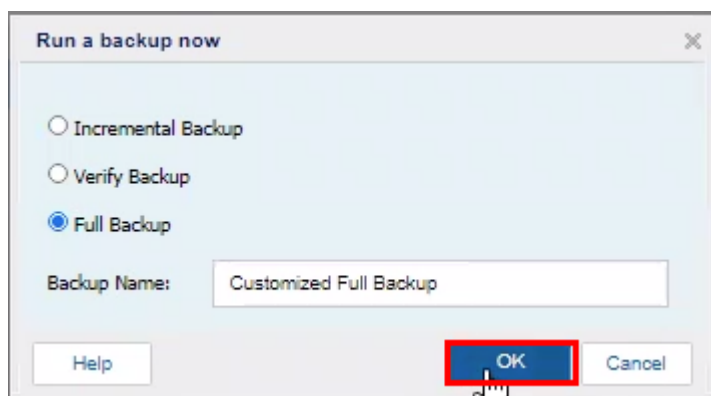 Run a backup now
Incremental Backup
Verify Backup
Full Backup
Backup Name: Customized Full Backup
Help OK Cancel